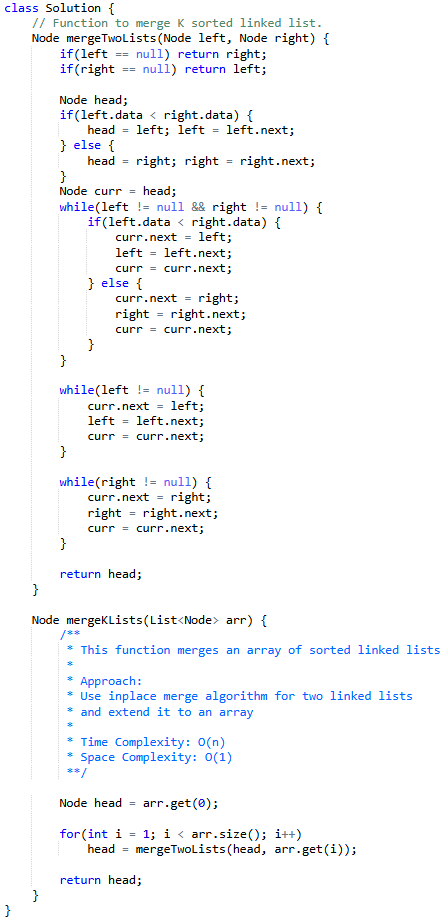 class Solution {
    // Function to merge K sorted linked list.
    Node mergeTwoLists(Node left, Node right) {
        if(left == null) return right;
        if(right == null) return left;

        Node head;
        if(left.data < right.data) {
            head = left; left = left.next;
        } else {
            head = right; right = right.next;
        }
        Node curr = head;
        while(left != null && right != null) {
            if(left.data < right.data) {
                curr.next = left;
                left = left.next;
                curr = curr.next;
            } else {
                curr.next = right;
                right = right.next;
                curr = curr.next;
            }
        }

        while(left != null) {
            curr.next = left;
            left = left.next;
            curr = curr.next;
        }

        while(right != null) {
            curr.next = right;
            right = right.next;
            curr = curr.next;
        }

        return head;
    }

    Node mergeKLists(List<Node> arr) {
        /**
         * This function merges an array of sorted linked lists
         *
         * Approach:
         * Use inplace merge algorithm for two linked lists
         * and extend it to an array
         *
         * Time Complexity: O(n)
         * Space Complexity: O(1)
         **/

        Node head = arr.get(0);

        for(int i = 1; i < arr.size(); i++)
            head = mergeTwoLists(head, arr.get(i));

        return head;
    }
}